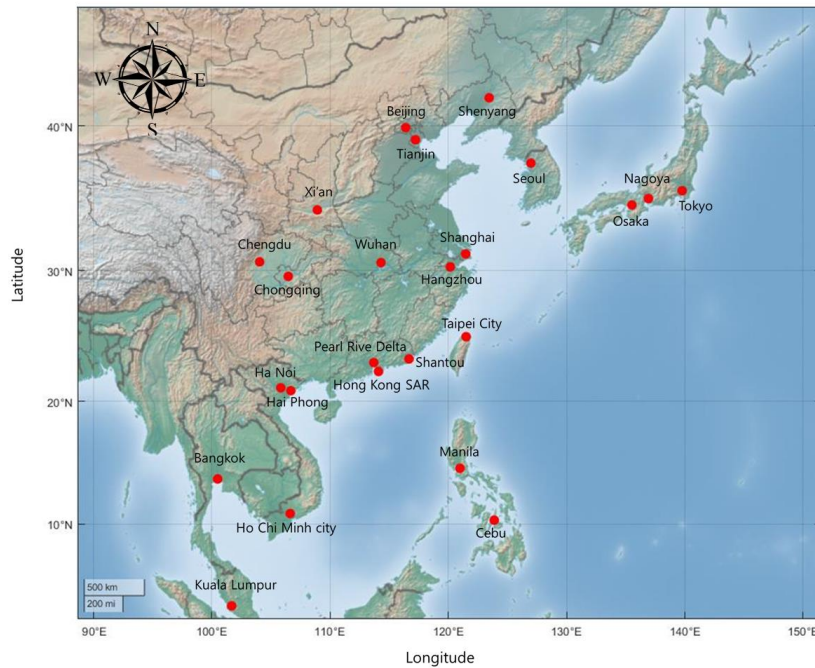 N
W E
S
Beijing
Shenyang
40°N
Tianjin
Seoul
Nagoya
Xi'an
Osaka
Tokyo
Chengdu
Wuhan
Shanghai
30°N
Chongqing
Hangzhou
Latitude
Taipei City
Pearl Rive Delta
Shantou
Ha Noi
Hong Kong SAR
Hai Phong
20°N
Bangkok
Manila
10°N
Ho Chi Minh city
Cebu
Kuala Lumpur
500 km
200 mi
90°E 100°E 110°E 120°E 130°E 140°E 150°E
Longitude